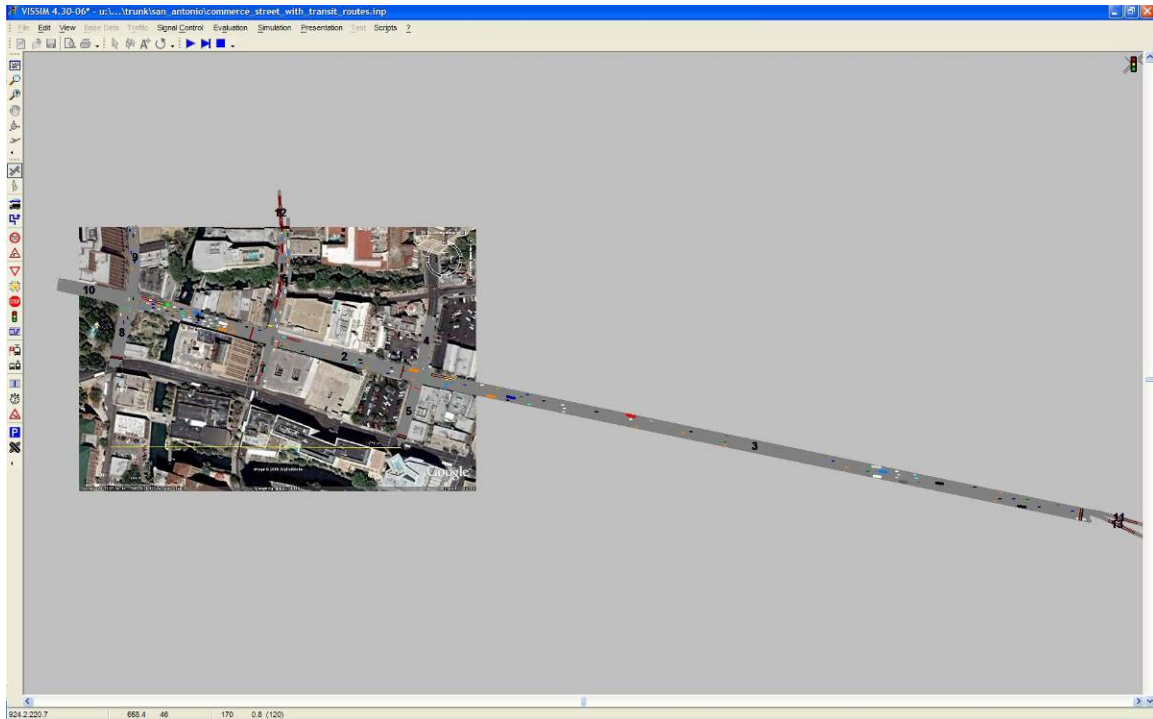 VISSIM 4.30-06* - u:\...\trunk\san_antonio\commerce_street_with_transit_routes.inp
File Edit View Base Data Traffic Signal Control Evaluation Simulation Presentation Test Scripts ?
12
9
10
8
2
4
5
3
Google
11
13
924.2:220.7 658.4 46 170 0.8 (120)